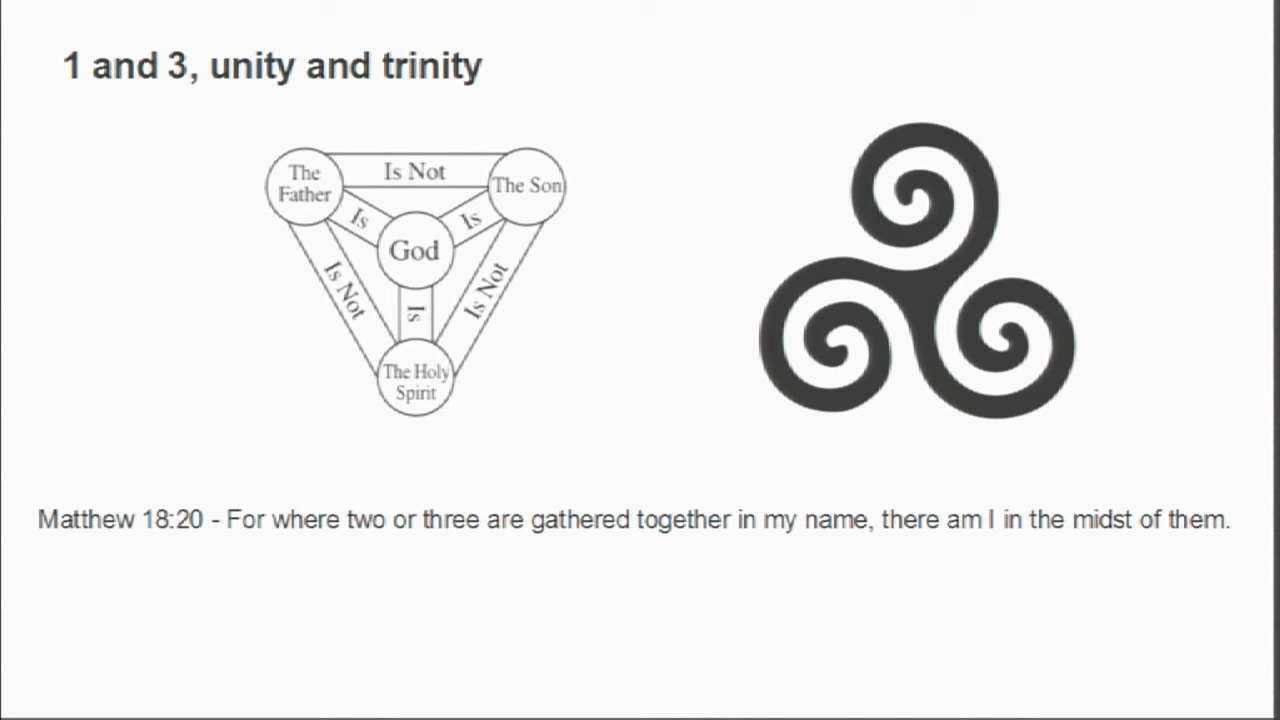 1 and 3, unity and trinity
The
Father
Is Not
The Son
Is
Is
God
Is Not
Is Not
Is
The Holy
Spirit
Matthew 18:20 - For where two or three are gathered together in my name, there am I in the midst of them.